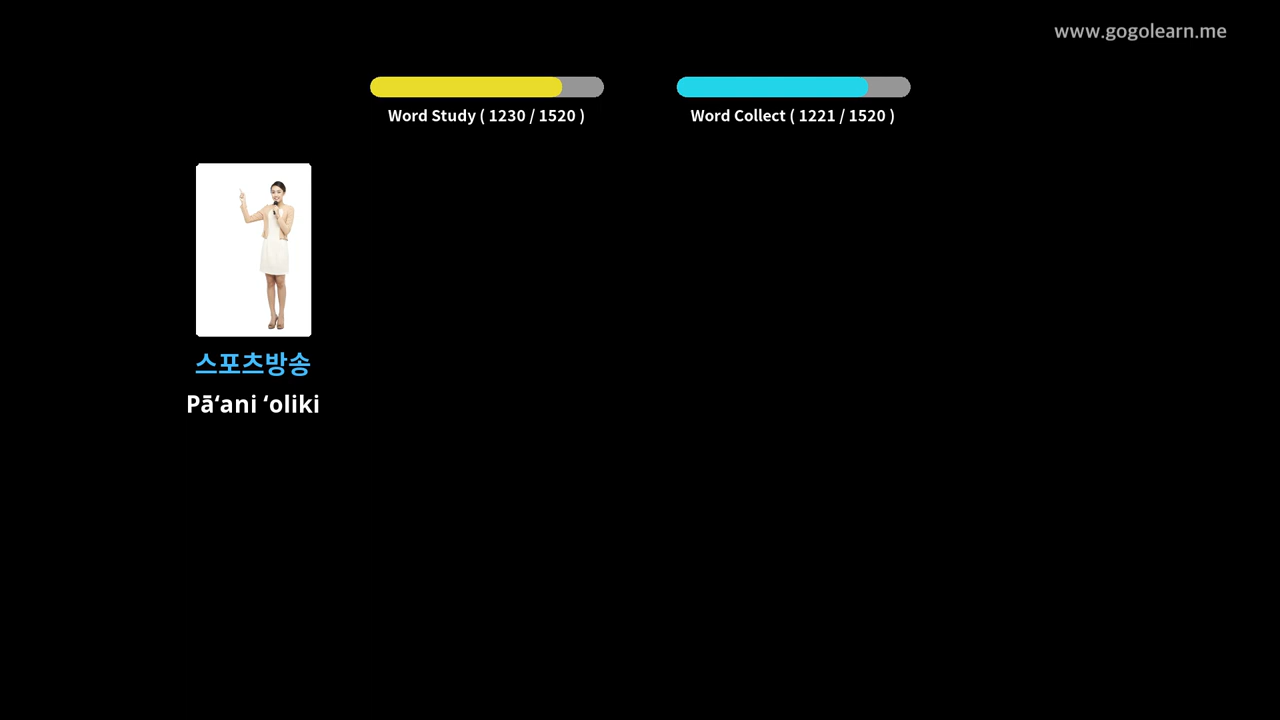 www.gogolearn.me
Word Study ( 1230 / 1520 )
Word Collect ( 1221 / 1520 )
스포츠방송
Pāʻani ʻoliki